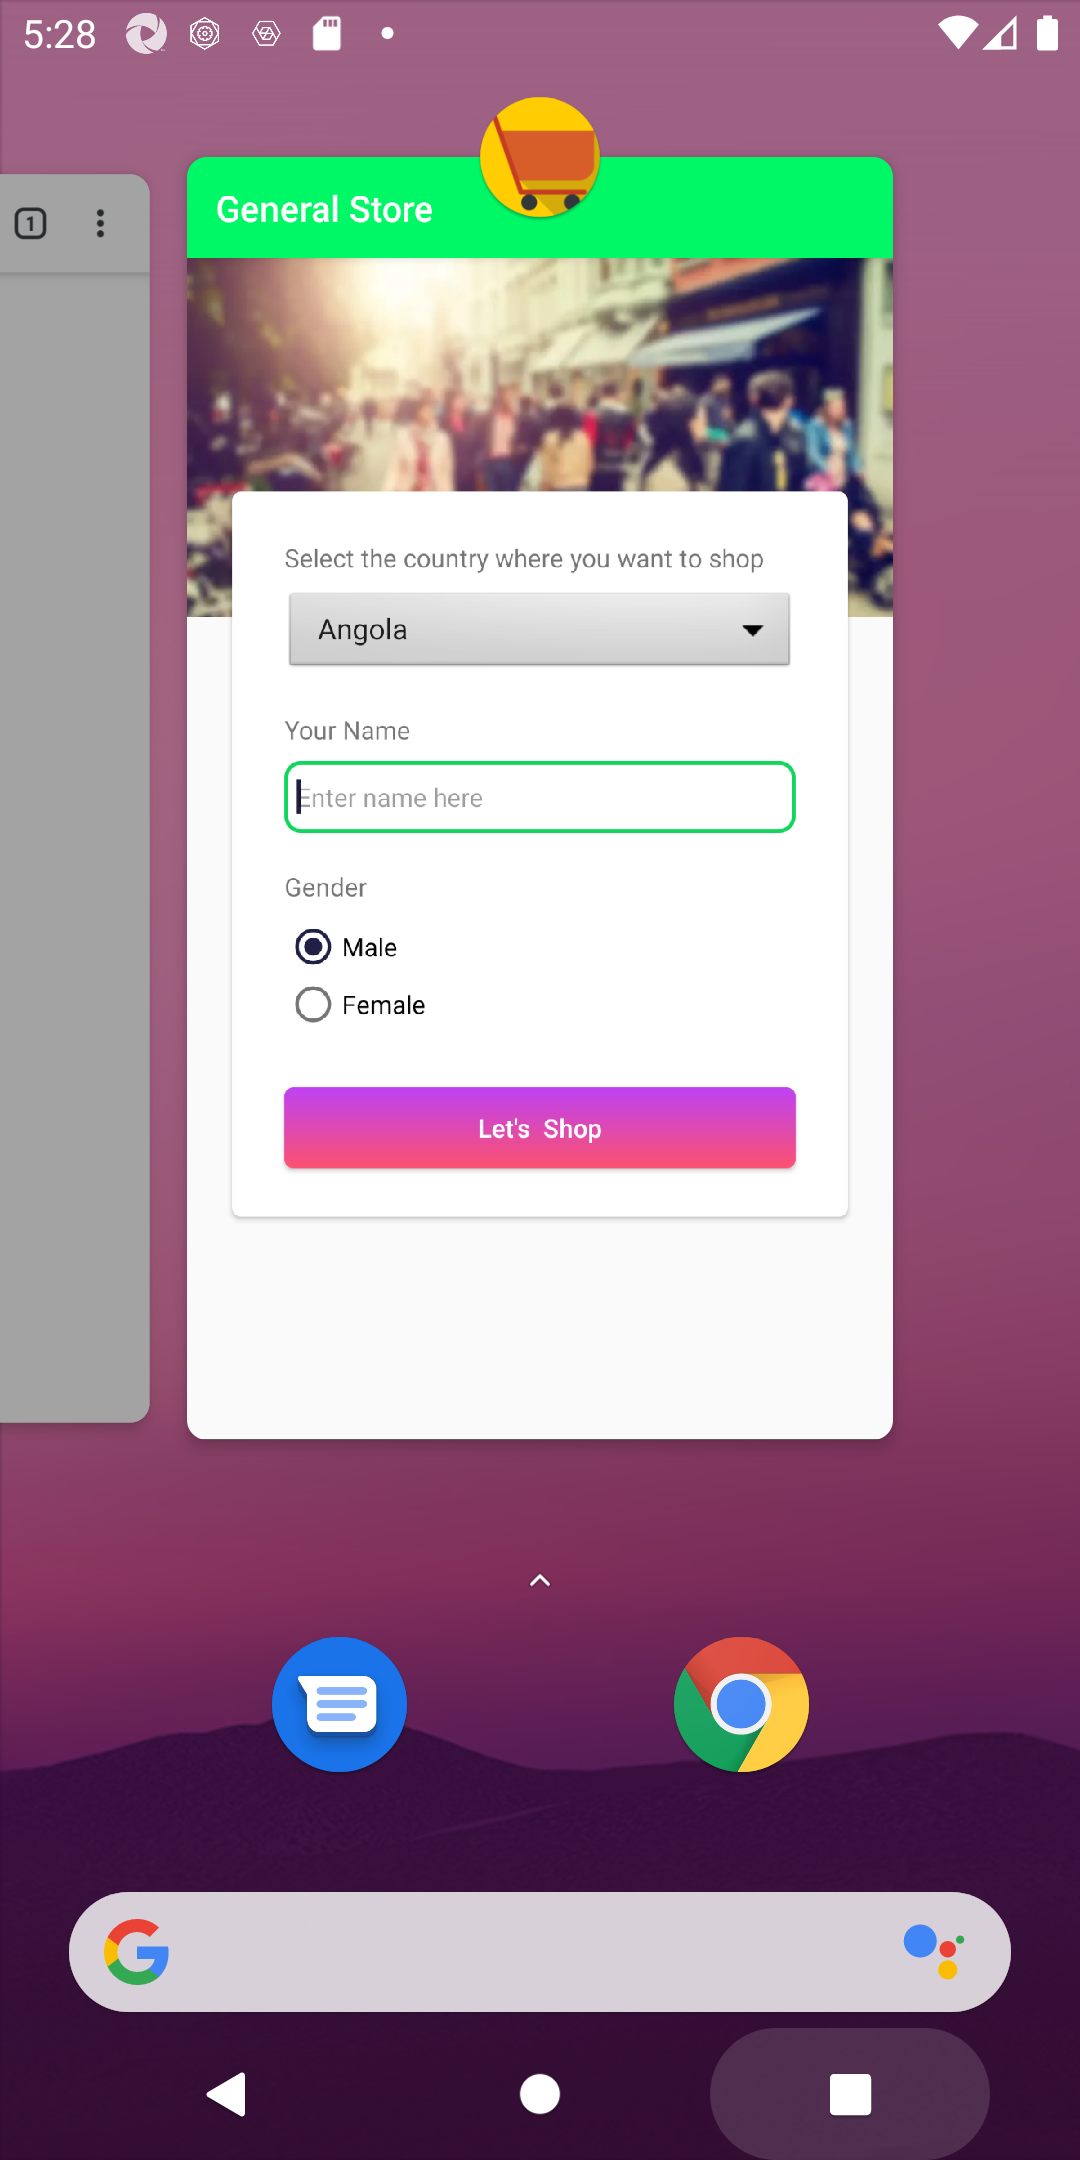 5:28
1
General Store
Select the country where you want to shop
Angola
Your Name
Enter name here
Gender
Male
Female
Let's Shop